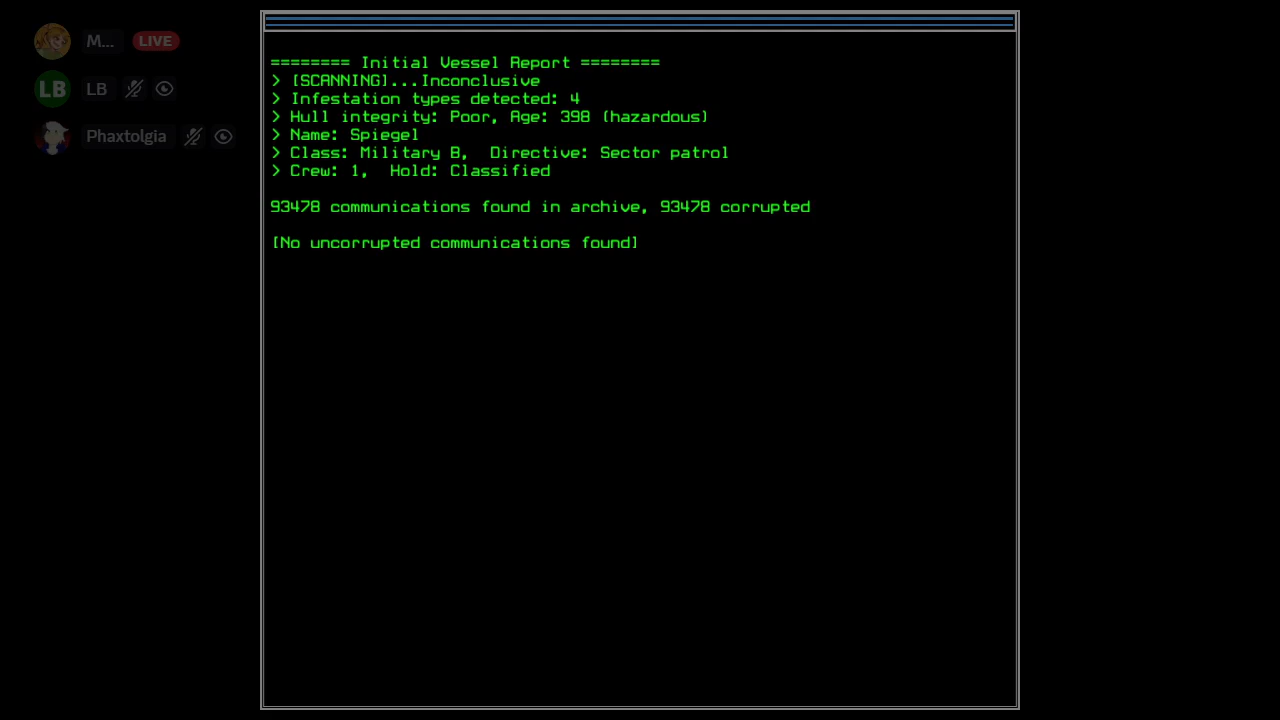 M... LIVE
LB LB
Phaxtolgia
======== Initial Vessel Report ========
> [SCANNING]...Inconclusive
> Infestation types detected: 4
> Hull integrity: Poor, Age: 398 (hazardous)
> Name: Spiegel
> Class: Military B,  Directive: Sector patrol
> Crew: 1,  Hold: Classified
93478 communications found in archive, 93478 corrupted
[No uncorrupted communications found]